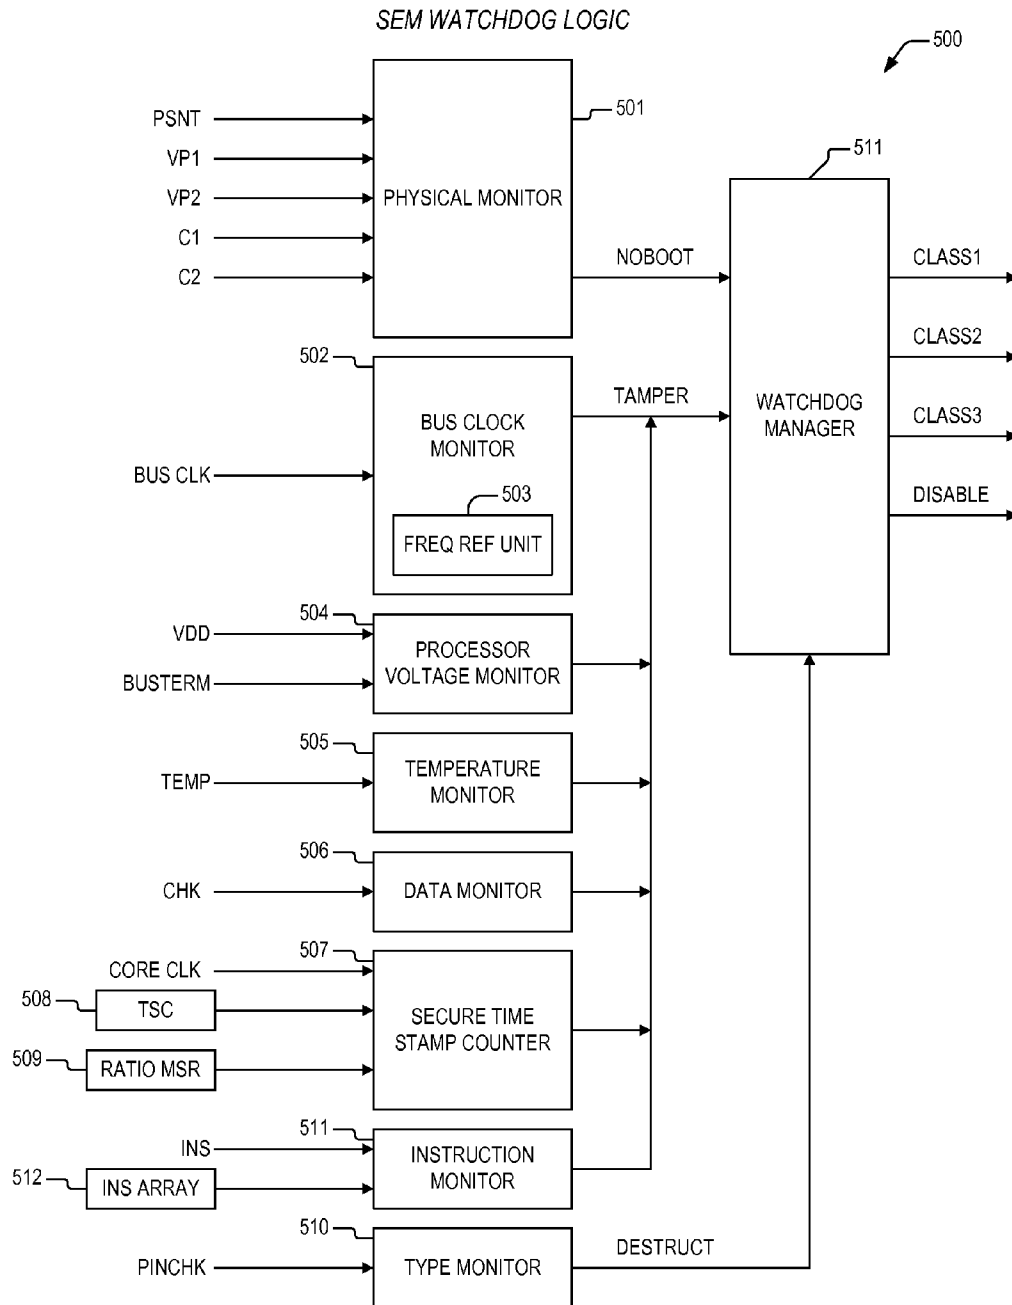 SEM WATCHDOG LOGIC
500
PSNT
VP1
VP2
C1
C2
PHYSICAL MONITOR
501
511
NOBOOT
WATCHDOG
MANAGER
CLASS1
CLASS2
CLASS3
DISABLE
502
BUS CLK
BUS CLOCK
MONITOR
503
FREQ REF UNIT
TAMPER
504
VDD
BUSTERM
PROCESSOR
VOLTAGE MONITOR
505
TEMP
TEMPERATURE
MONITOR
506
CHK
DATA MONITOR
507
CORE CLK
508
TSC
509
RATIO MSR
SECURE TIME
STAMP COUNTER
511
INS
512
INS ARRAY
INSTRUCTION
MONITOR
510
PINCHK
TYPE MONITOR
DESTRUCT